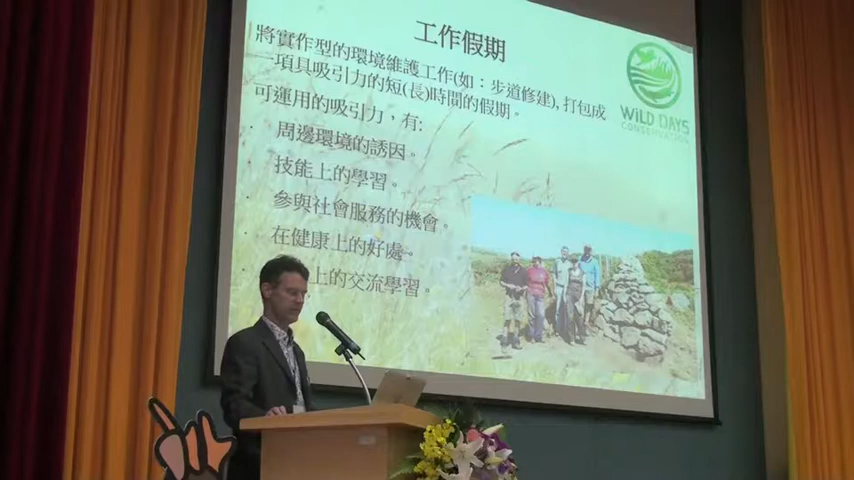 工作假期
將實作型的環境維護工作(如：步道修建), 打包成
一項具吸引力的短(長)時間的假期。
可運用的吸引力，有:
• 周邊環境的誘因。
• 技能上的學習。
• 參與社會服務的機會。
• 在健康上的好處。
• 上的交流學習。
WiLD DAYS
CONSERVATION